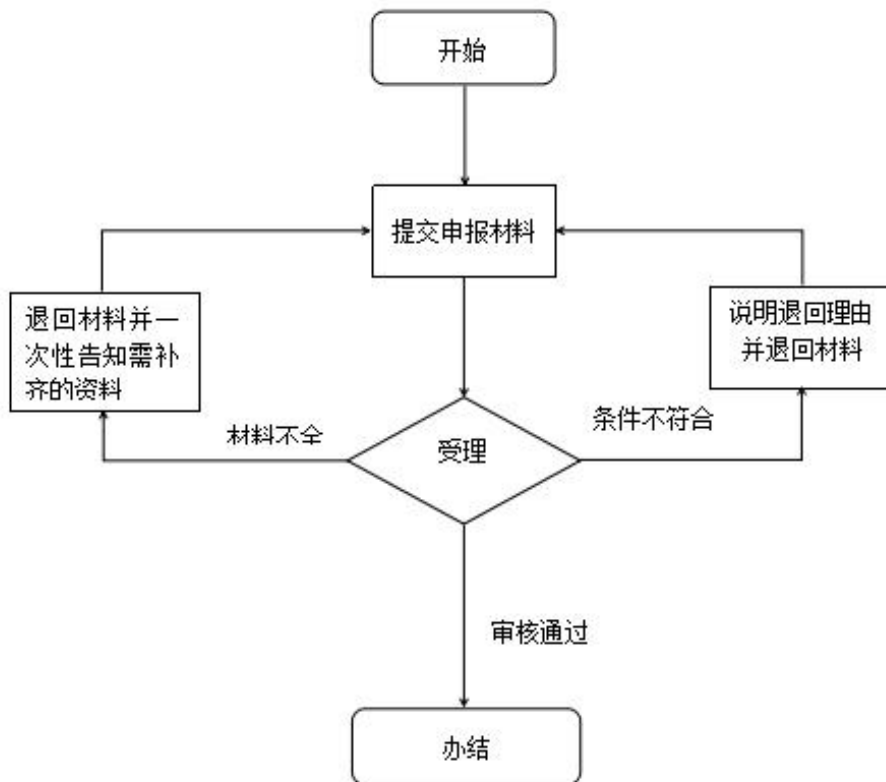 开始
提交申报材料
退回材料并一
次性告知需补
齐的资料
说明退回理由
并退回材料
材料不全
条件不符合
受理
审核通过
办结